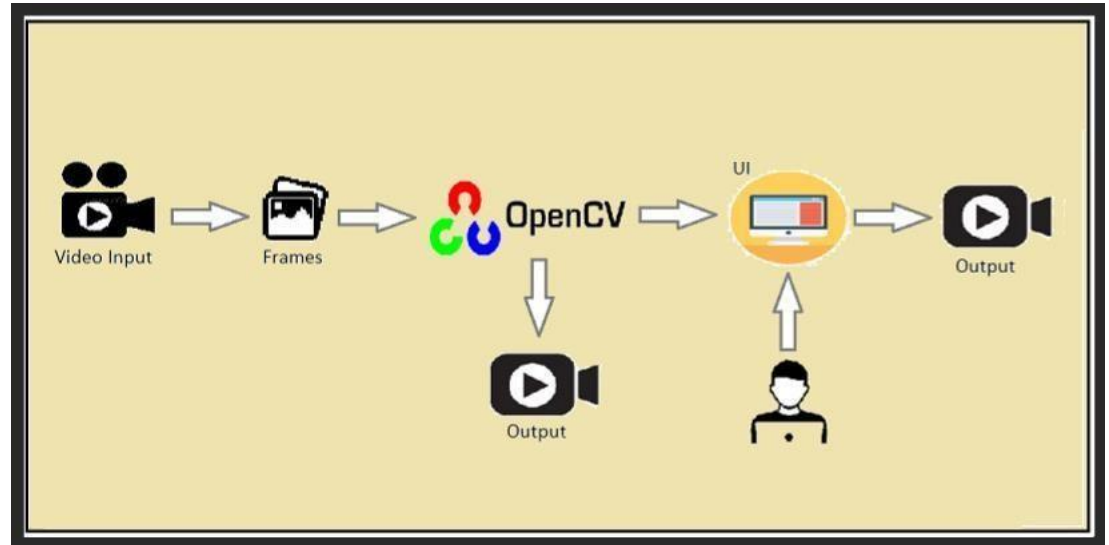 UI
OpenCV
Video Input
Frames
Output
Output